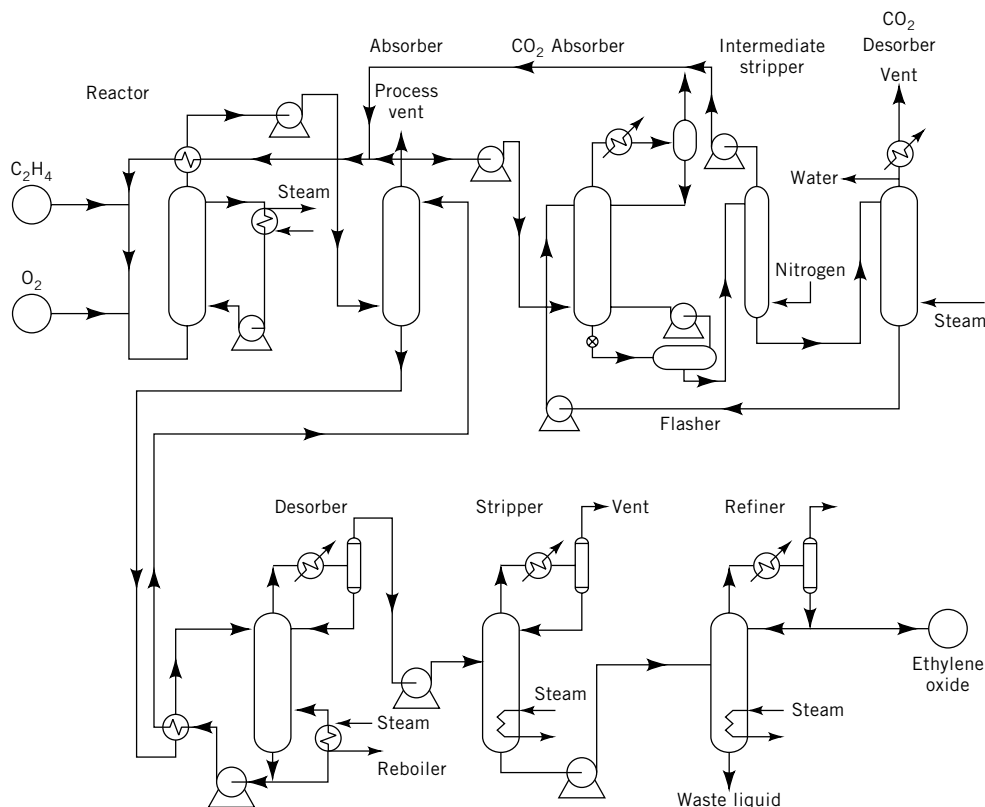 CO₂
Absorber
CO₂ Absorber
Intermediate
stripper
Desorber
Vent
Process
vent
Reactor
C₂H₄
Steam
Water
O₂
Nitrogen
Steam
Flasher
Desorber
Stripper
Vent
Refiner
Ethylene
oxide
Steam
Steam
Steam
Reboiler
Waste liquid